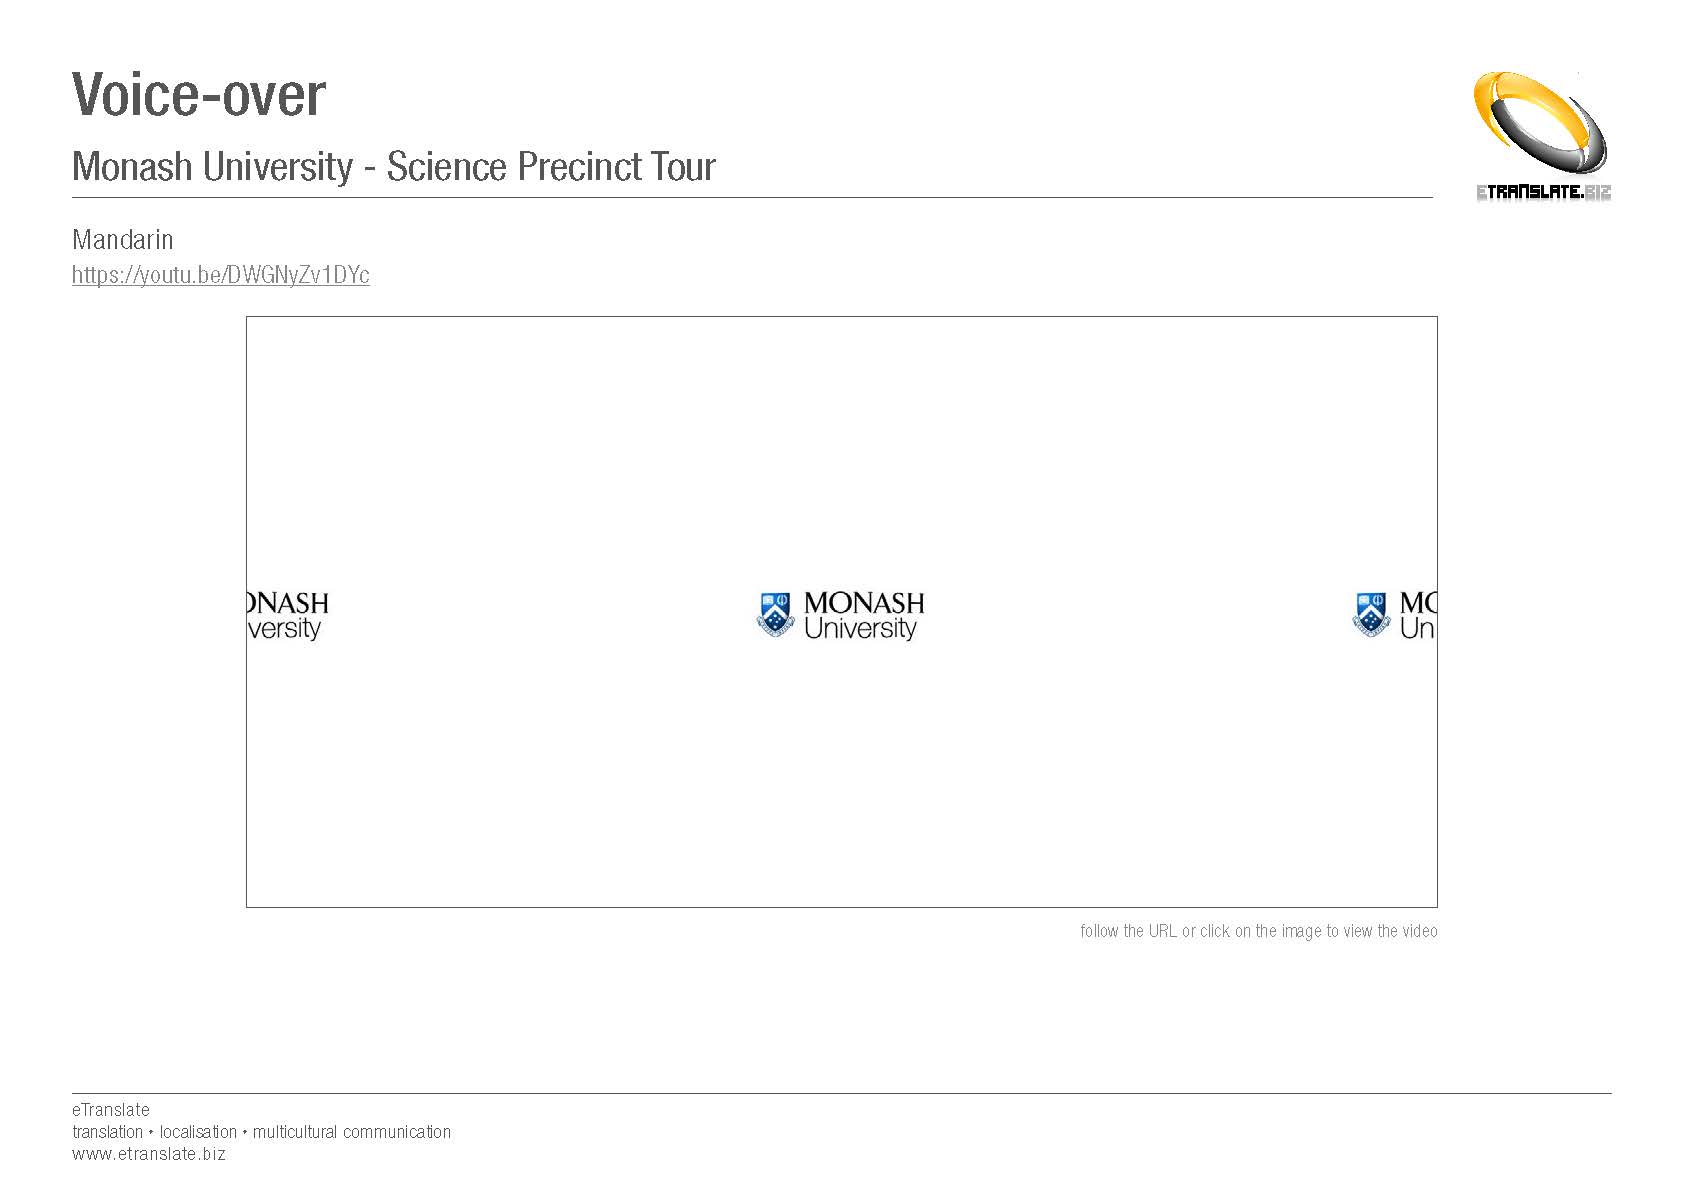 Voice-over
Monash University - Science Precinct Tour
ETRANSLATE.BIZ
Mandarin
https://youtu.be/DWGNyZv1DYc
ONASH
versity
MONASH
University
MO
Un
follow the URL or click on the image to view the video
eTranslate
translation • localisation • multicultural communication
www.etranslate.biz